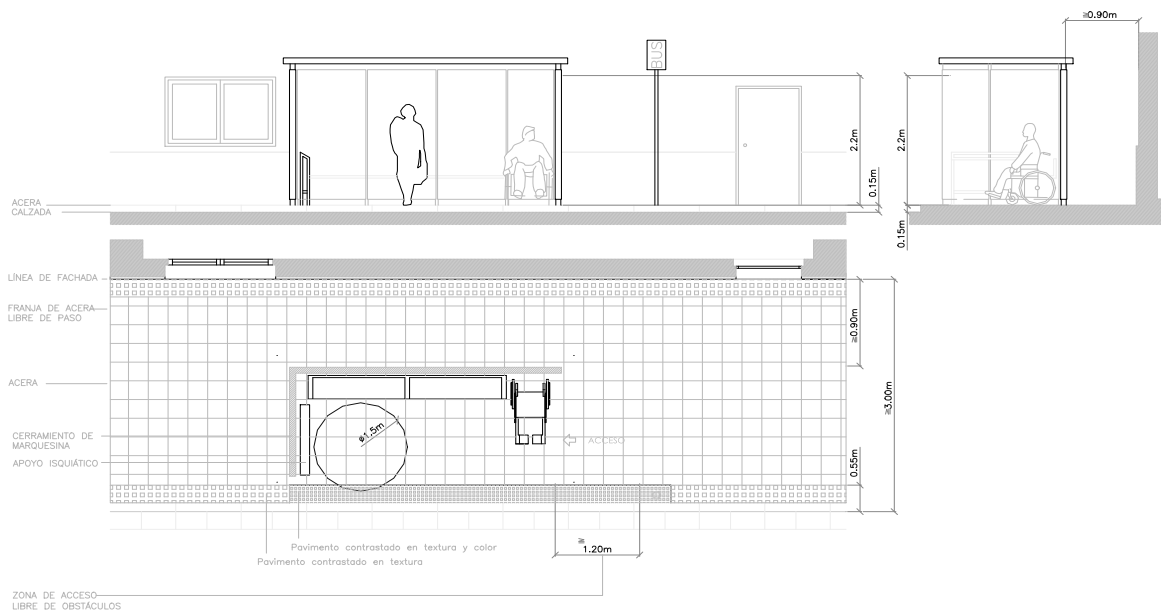 ≥0.90m
BUS
2.2m
0.15m
2.2m
0.15m
ACERA
CALZADA
LÍNEA DE FACHADA
FRANJA DE ACERA
LIBRE DE PASO
≥0.90m
ACERA
≥3.00m
ø1.5m
CERRAMIENTO DE
MARQUESINA
ACCESO
APOYO ISQUIÁTICO
0.55m
Pavimento contrastado en textura y color
≥
1.20m
Pavimento contrastado en textura
ZONA DE ACCESO
LIBRE DE OBSTÁCULOS